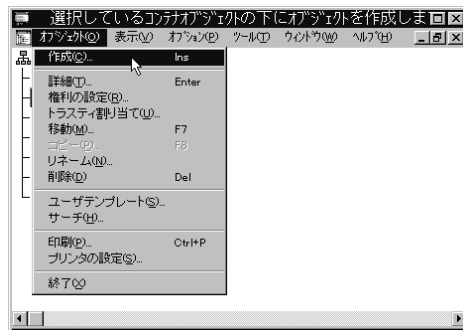 選択しているｺﾝﾃﾅｵﾌﾞｼﾞｪｸﾄの下にｵﾌﾞｼﾞｪｸﾄを作成しま
ｵﾌﾞｼﾞｪｸﾄ(O) 表示(V) ｵﾌﾟｼｮﾝ(P) ﾂｰﾙ(T) ｳｨﾝﾄﾞｳ(W) ﾍﾙﾌﾟ(H)
作成(C)... Ins
詳細(T)... Enter
権利の設定(R)...
トラスティ割り当て(U)...
移動(M)... F7
コピー(P)... F8
リネーム(N)...
削除(D) Del
ユーザテンプレート(S)...
サーチ(H)...
印刷(P)... Ctrl+P
プリンタの設定(S)...
終了(X)